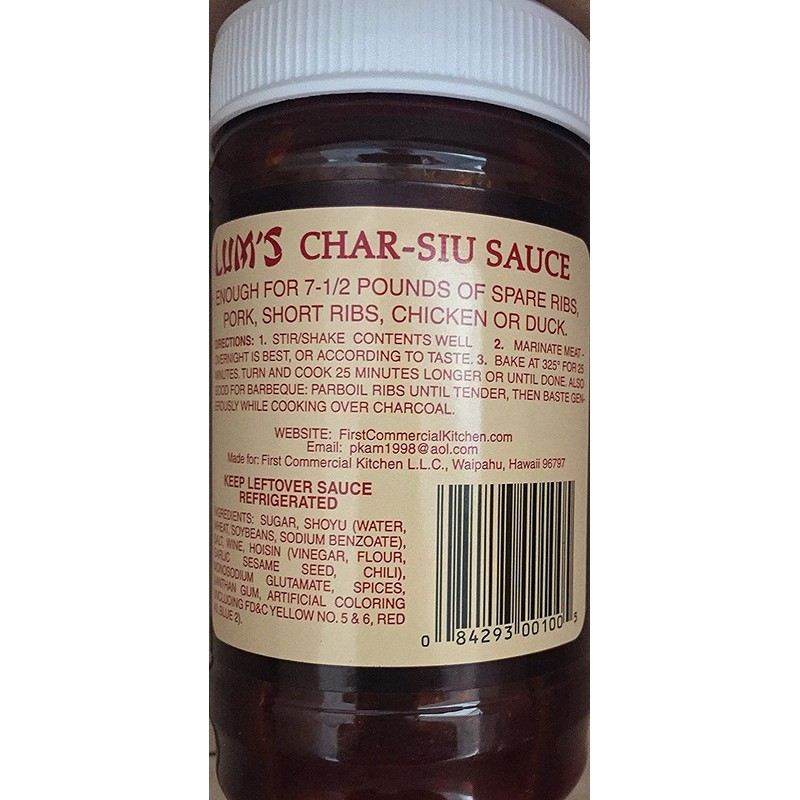 LUM'S CHAR-SIU SAUCE
ENOUGH FOR 7-1/2 POUNDS OF SPARE RIBS,
PORK, SHORT RIBS, CHICKEN OR DUCK.
DIRECTIONS: 1. STIR/SHAKE CONTENTS WELL 2. MARINATE MEAT -
OVERNIGHT IS BEST, OR ACCORDING TO TASTE. 3. BAKE AT 325° FOR 25
MINUTES, TURN AND COOK 25 MINUTES LONGER OR UNTIL DONE. ALSO
GOOD FOR BARBEQUE: PARBOIL RIBS UNTIL TENDER, THEN BASTE GEN-
EROUSLY WHILE COOKING OVER CHARCOAL.
WEBSITE: FirstCommercialKitchen.com
Email: pkam1998@aol.com
Made for: First Commercial Kitchen L.L.C., Waipahu, Hawaii 96797
KEEP LEFTOVER SAUCE
REFRIGERATED
INGREDIENTS: SUGAR, SHOYU (WATER,
WHEAT, SOYBEANS, SODIUM BENZOATE),
SALT, WINE, HOISIN (VINEGAR, FLOUR,
GARLIC SESAME SEED, CHILI),
MONOSODIUM GLUTAMATE, SPICES,
XANTHAN GUM, ARTIFICIAL COLORING
(INCLUDING FD&C YELLOW NO. 5 & 6, RED
BLUE 2).
0 84293 00100 5